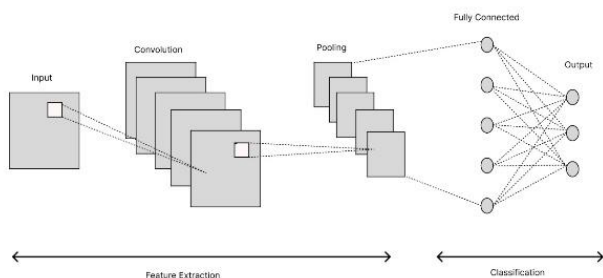 Fully Connected
Convolution
Pooling
Input
Output
Feature Extraction
Classification